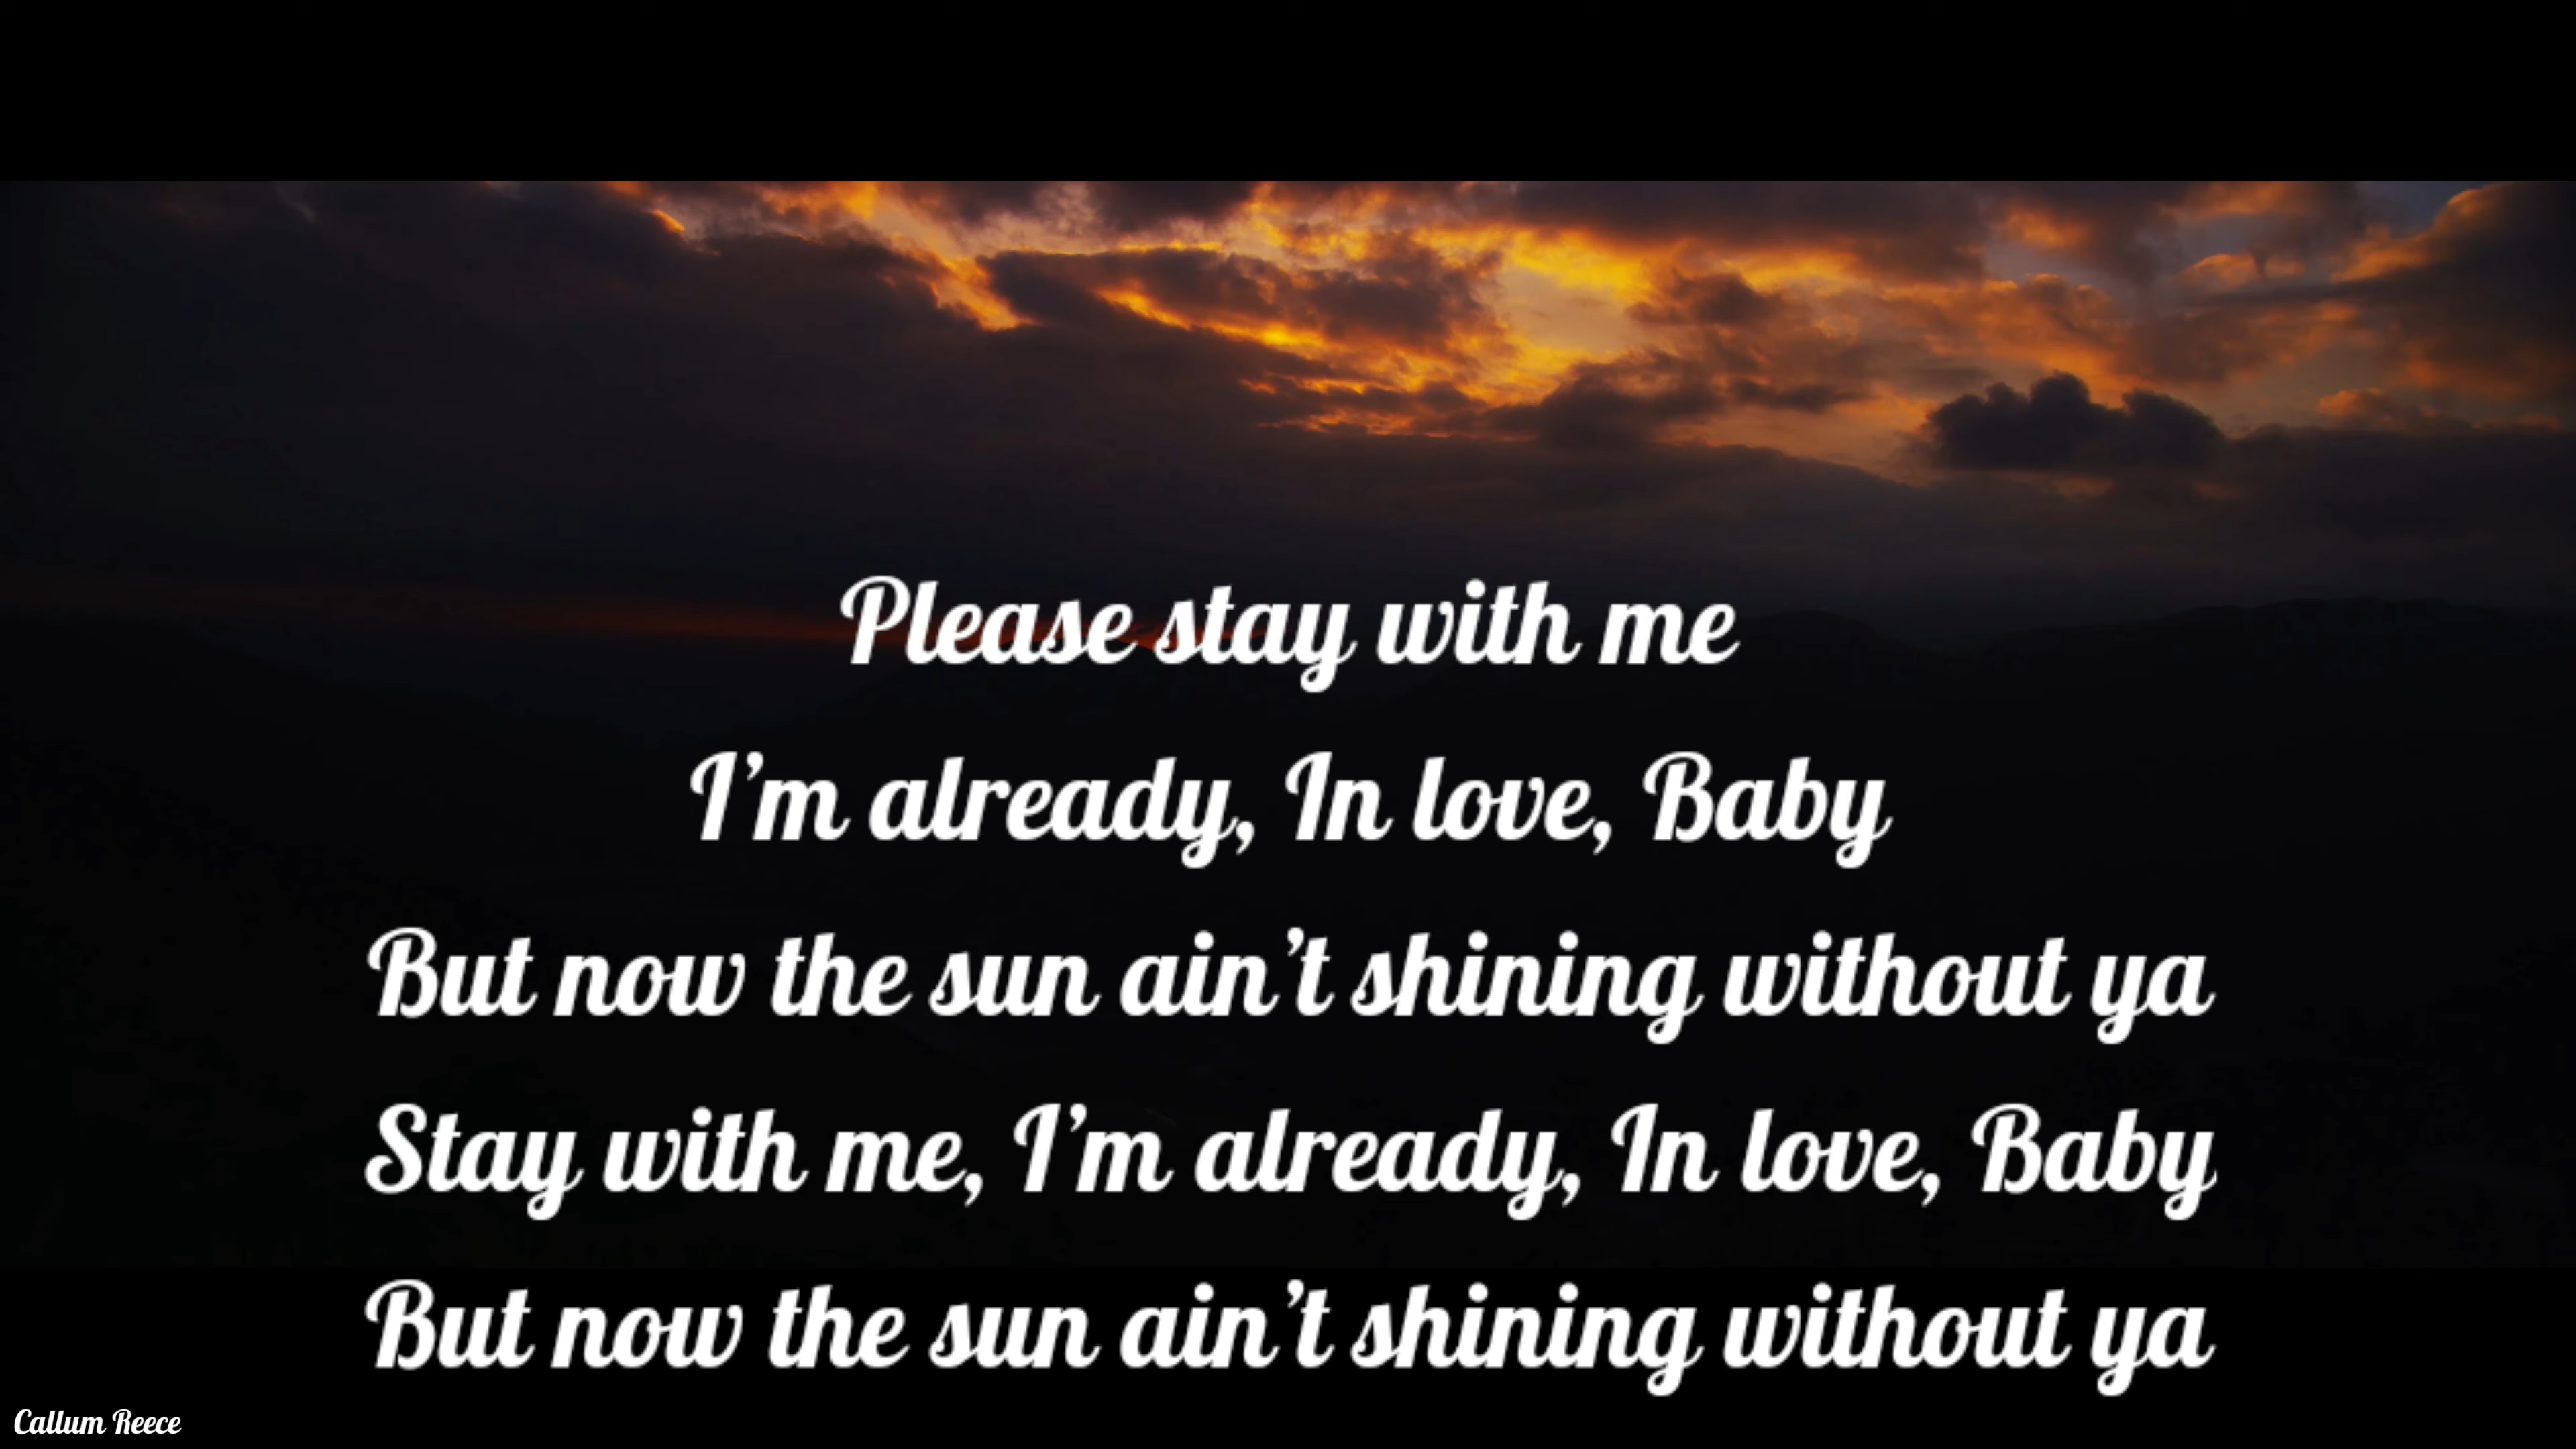 Please stay with me
I'm already, In love, Baby
But now the sun ain't shining without ya
Stay with me, I'm already, In love, Baby
But now the sun ain't shining without ya
Callum Reece